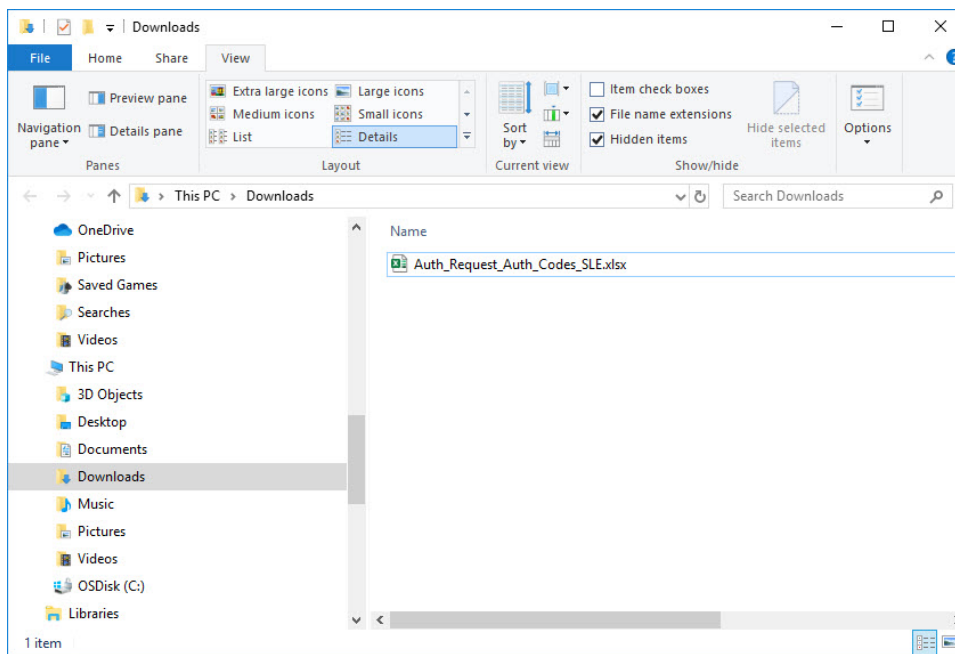 Downloads
File Home Share View
Navigation pane
Preview pane
Details pane
Panes
Extra large icons Large icons
Medium icons Small icons
List Details
Layout
Sort by
Current view
Item check boxes
File name extensions
Hidden items
Hide selected items
Show/hide
Options
This PC > Downloads
Search Downloads
OneDrive
Pictures
Saved Games
Searches
Videos
This PC
3D Objects
Desktop
Documents
Downloads
Music
Pictures
Videos
OSDisk (C:)
Libraries
Name
Auth_Request_Auth_Codes_SLE.xlsx
1 item